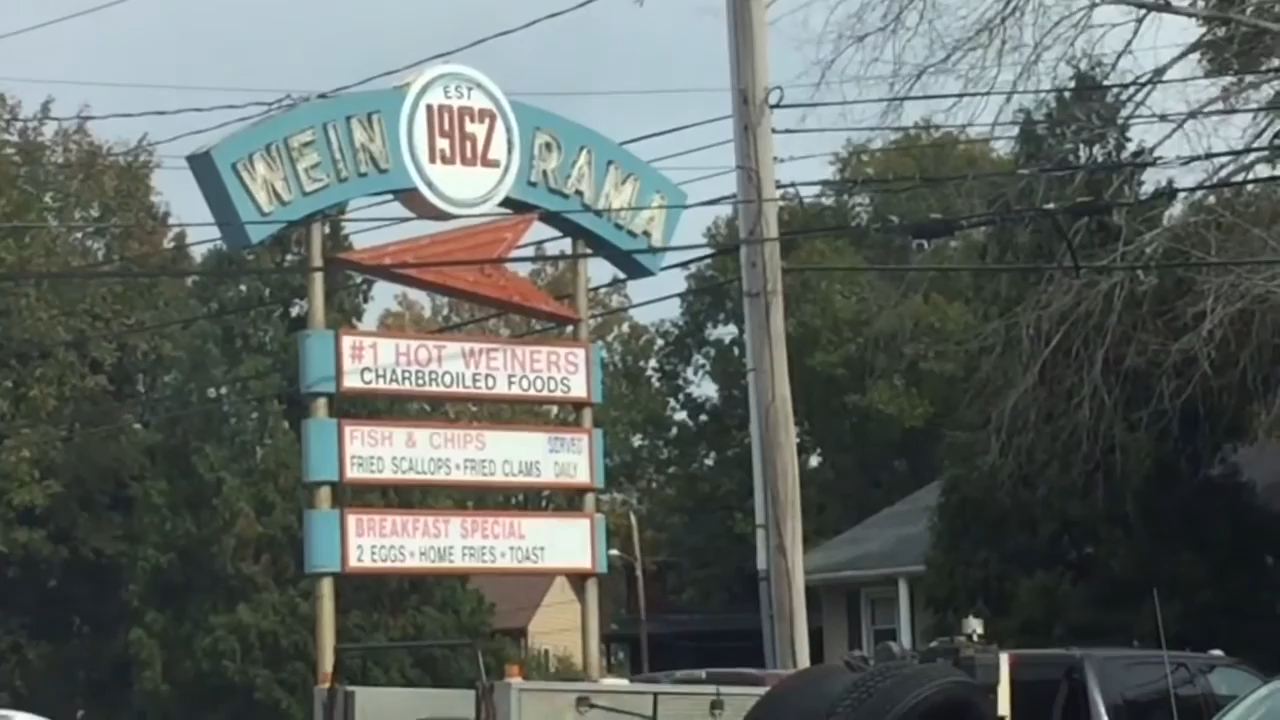 WEIN EST 1962 RAMA
#1 HOT WEINERS
CHARBROILED FOODS
FISH & CHIPS SERVED
FRIED SCALLOPS • FRIED CLAMS DAILY
BREAKFAST SPECIAL
2 EGGS • HOME FRIES • TOAST